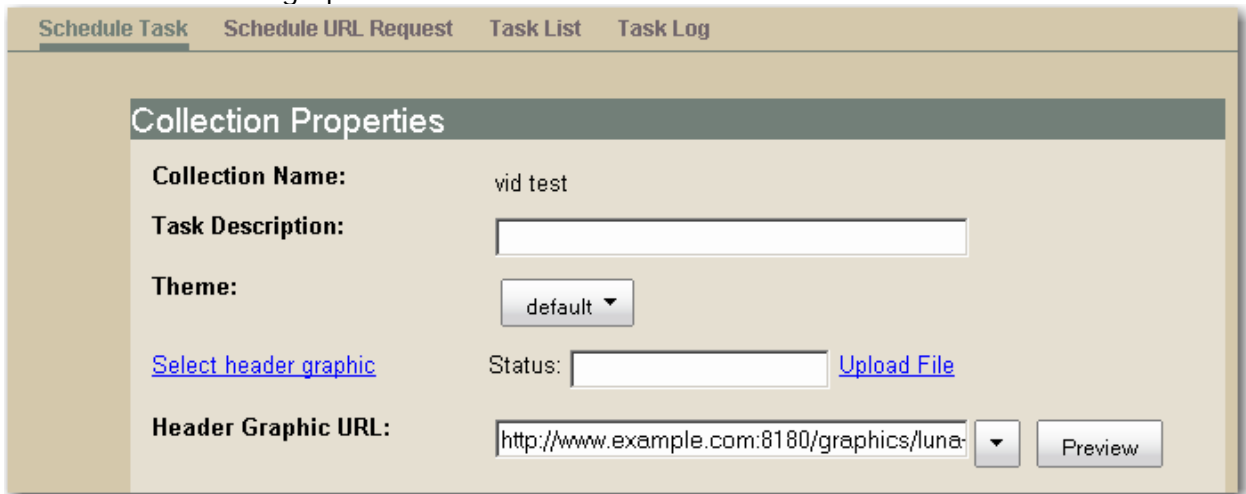 Schedule Task Schedule URL Request Task List Task Log
Collection Properties
Collection Name: vid test
Task Description:
Theme: default
Select header graphic Status: Upload File
Header Graphic URL: http://www.example.com:8180/graphics/luna- Preview